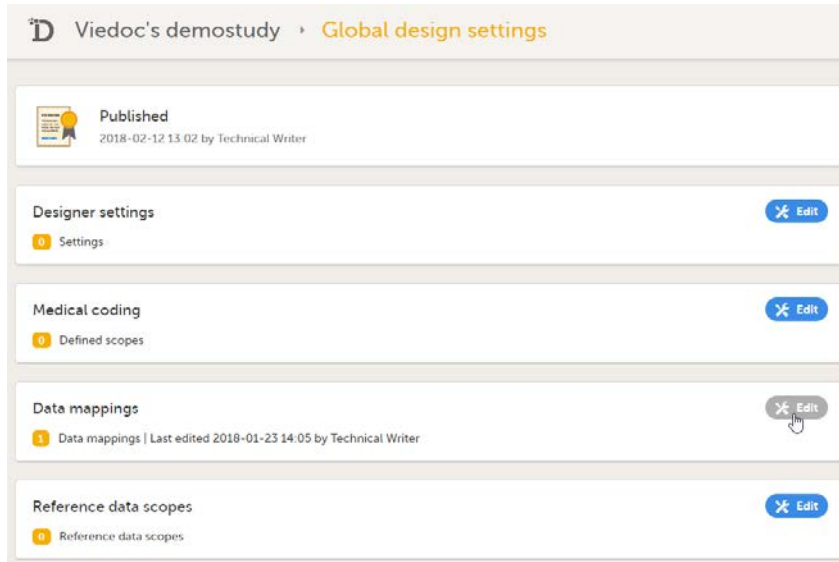 Viedoc's demostudy ‣ Global design settings
Published
2018-02-12 13:02 by Technical Writer
Designer settings
Edit
0 Settings
Medical coding
Edit
0 Defined scopes
Data mappings
Edit
1 Data mappings | Last edited 2018-01-23 14:05 by Technical Writer
Reference data scopes
Edit
0 Reference data scopes